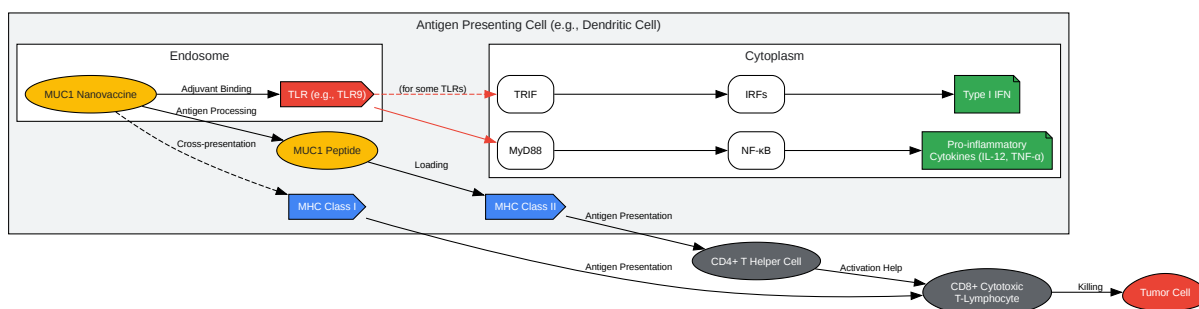 Antigen Presenting Cell (e.g., Dendritic Cell)
Endosome
Cytoplasm
MUC1 Nanovaccine
Adjuvant Binding
TLR (e.g., TLR9)
(for some TLRs)
TRIF
IRFs
Type I IFN
Antigen Processing
Cross-presentation
MUC1 Peptide
MyD88
NF-κB
Pro-inflammatory
Cytokines (IL-12, TNF-α)
Loading
MHC Class I
MHC Class II
Antigen Presentation
CD4+ T Helper Cell
Antigen Presentation
Activation Help
CD8+ Cytotoxic
T-Lymphocyte
Killing
Tumor Cell